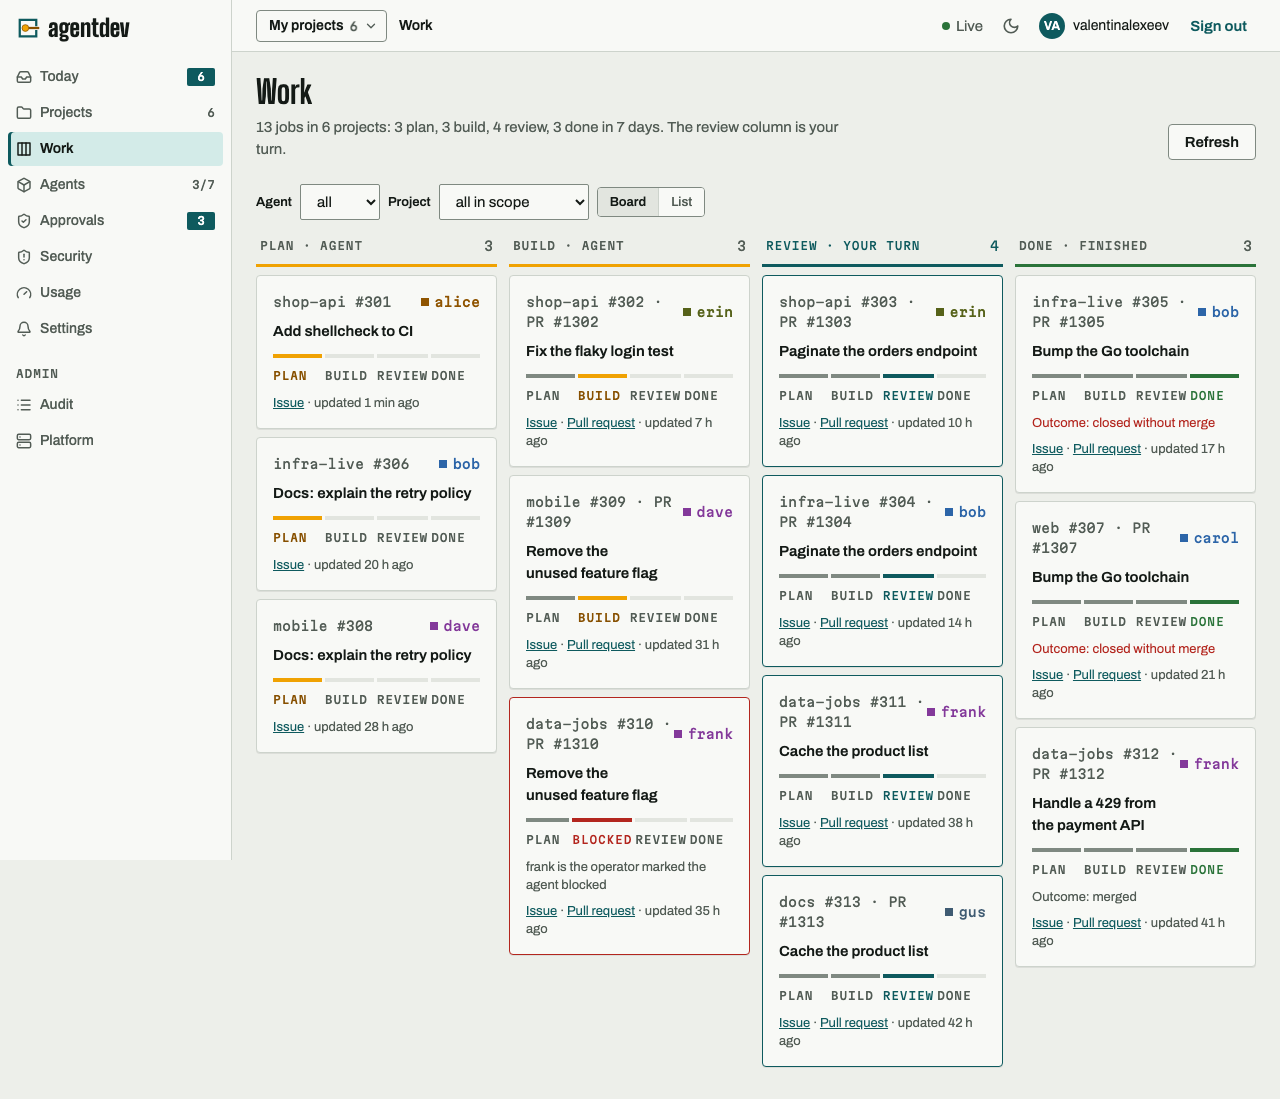 agentdev
Today 6
Projects 6
Work
Agents 3/7
Approvals 3
Security
Usage
Settings
ADMIN
Audit
Platform
My projects 6 Work
Live VA valentinalexeev Sign out
Work
13 jobs in 6 projects: 3 plan, 3 build, 4 review, 3 done in 7 days. The review column is your
turn.
Refresh
Agent all Project all in scope Board List
PLAN · AGENT 3
shop-api #301 alice
Add shellcheck to CI
PLAN BUILD REVIEW DONE
Issue · updated 1 min ago
infra-live #306 bob
Docs: explain the retry policy
PLAN BUILD REVIEW DONE
Issue · updated 20 h ago
mobile #308 dave
Docs: explain the retry policy
PLAN BUILD REVIEW DONE
Issue · updated 28 h ago
BUILD · AGENT 3
shop-api #302 ·
PR #1302 erin
Fix the flaky login test
PLAN BUILD REVIEW DONE
Issue · Pull request · updated 7 h
ago
mobile #309 · PR
#1309 dave
Remove the
unused feature flag
PLAN BUILD REVIEW DONE
Issue · Pull request · updated 31 h
ago
data-jobs #310 ·
PR #1310 frank
Remove the
unused feature flag
PLAN BLOCKED REVIEW DONE
frank is the operator marked the
agent blocked
Issue · Pull request · updated 35 h
ago
REVIEW · YOUR TURN 4
shop-api #303 ·
PR #1303 erin
Paginate the orders endpoint
PLAN BUILD REVIEW DONE
Issue · Pull request · updated 10 h
ago
infra-live #304 ·
PR #1304 bob
Paginate the orders endpoint
PLAN BUILD REVIEW DONE
Issue · Pull request · updated 14 h
ago
data-jobs #311 ·
PR #1311 frank
Cache the product list
PLAN BUILD REVIEW DONE
Issue · Pull request · updated 38 h
ago
docs #313 · PR
#1313 gus
Cache the product list
PLAN BUILD REVIEW DONE
Issue · Pull request · updated 42 h
ago
DONE · FINISHED 3
infra-live #305 ·
PR #1305 bob
Bump the Go toolchain
PLAN BUILD REVIEW DONE
Outcome: closed without merge
Issue · Pull request · updated 17 h
ago
web #307 · PR
#1307 carol
Bump the Go toolchain
PLAN BUILD REVIEW DONE
Outcome: closed without merge
Issue · Pull request · updated 21 h
ago
data-jobs #312 ·
PR #1312 frank
Handle a 429 from
the payment API
PLAN BUILD REVIEW DONE
Outcome: merged
Issue · Pull request · updated 41 h
ago